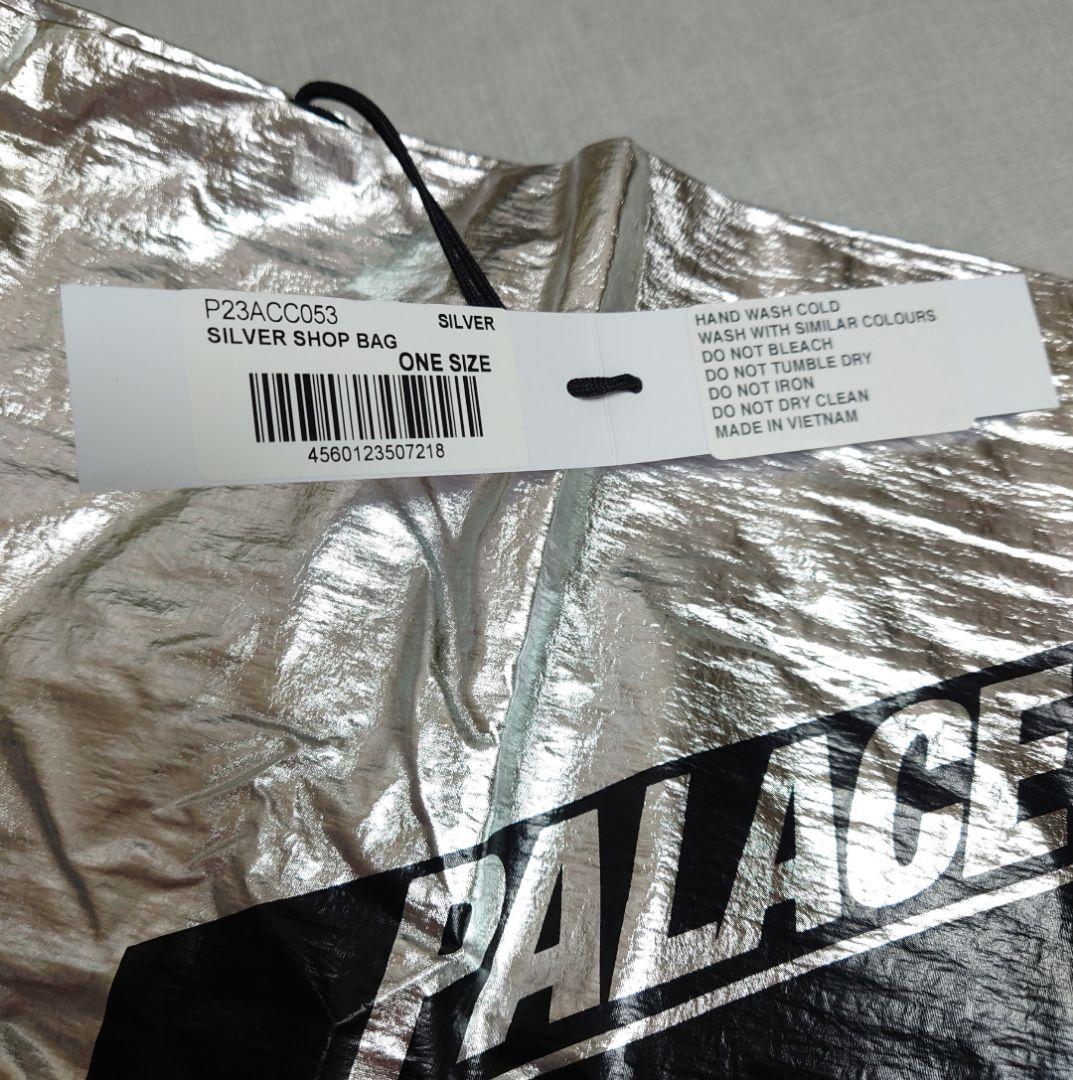 P23ACC053
SILVER
SILVER SHOP BAG
ONE SIZE
4560123507218
HAND WASH COLD
WASH WITH SIMILAR COLOURS
DO NOT BLEACH
DO NOT TUMBLE DRY
DO NOT IRON
DO NOT DRY CLEAN
MADE IN VIETNAM
PALACE